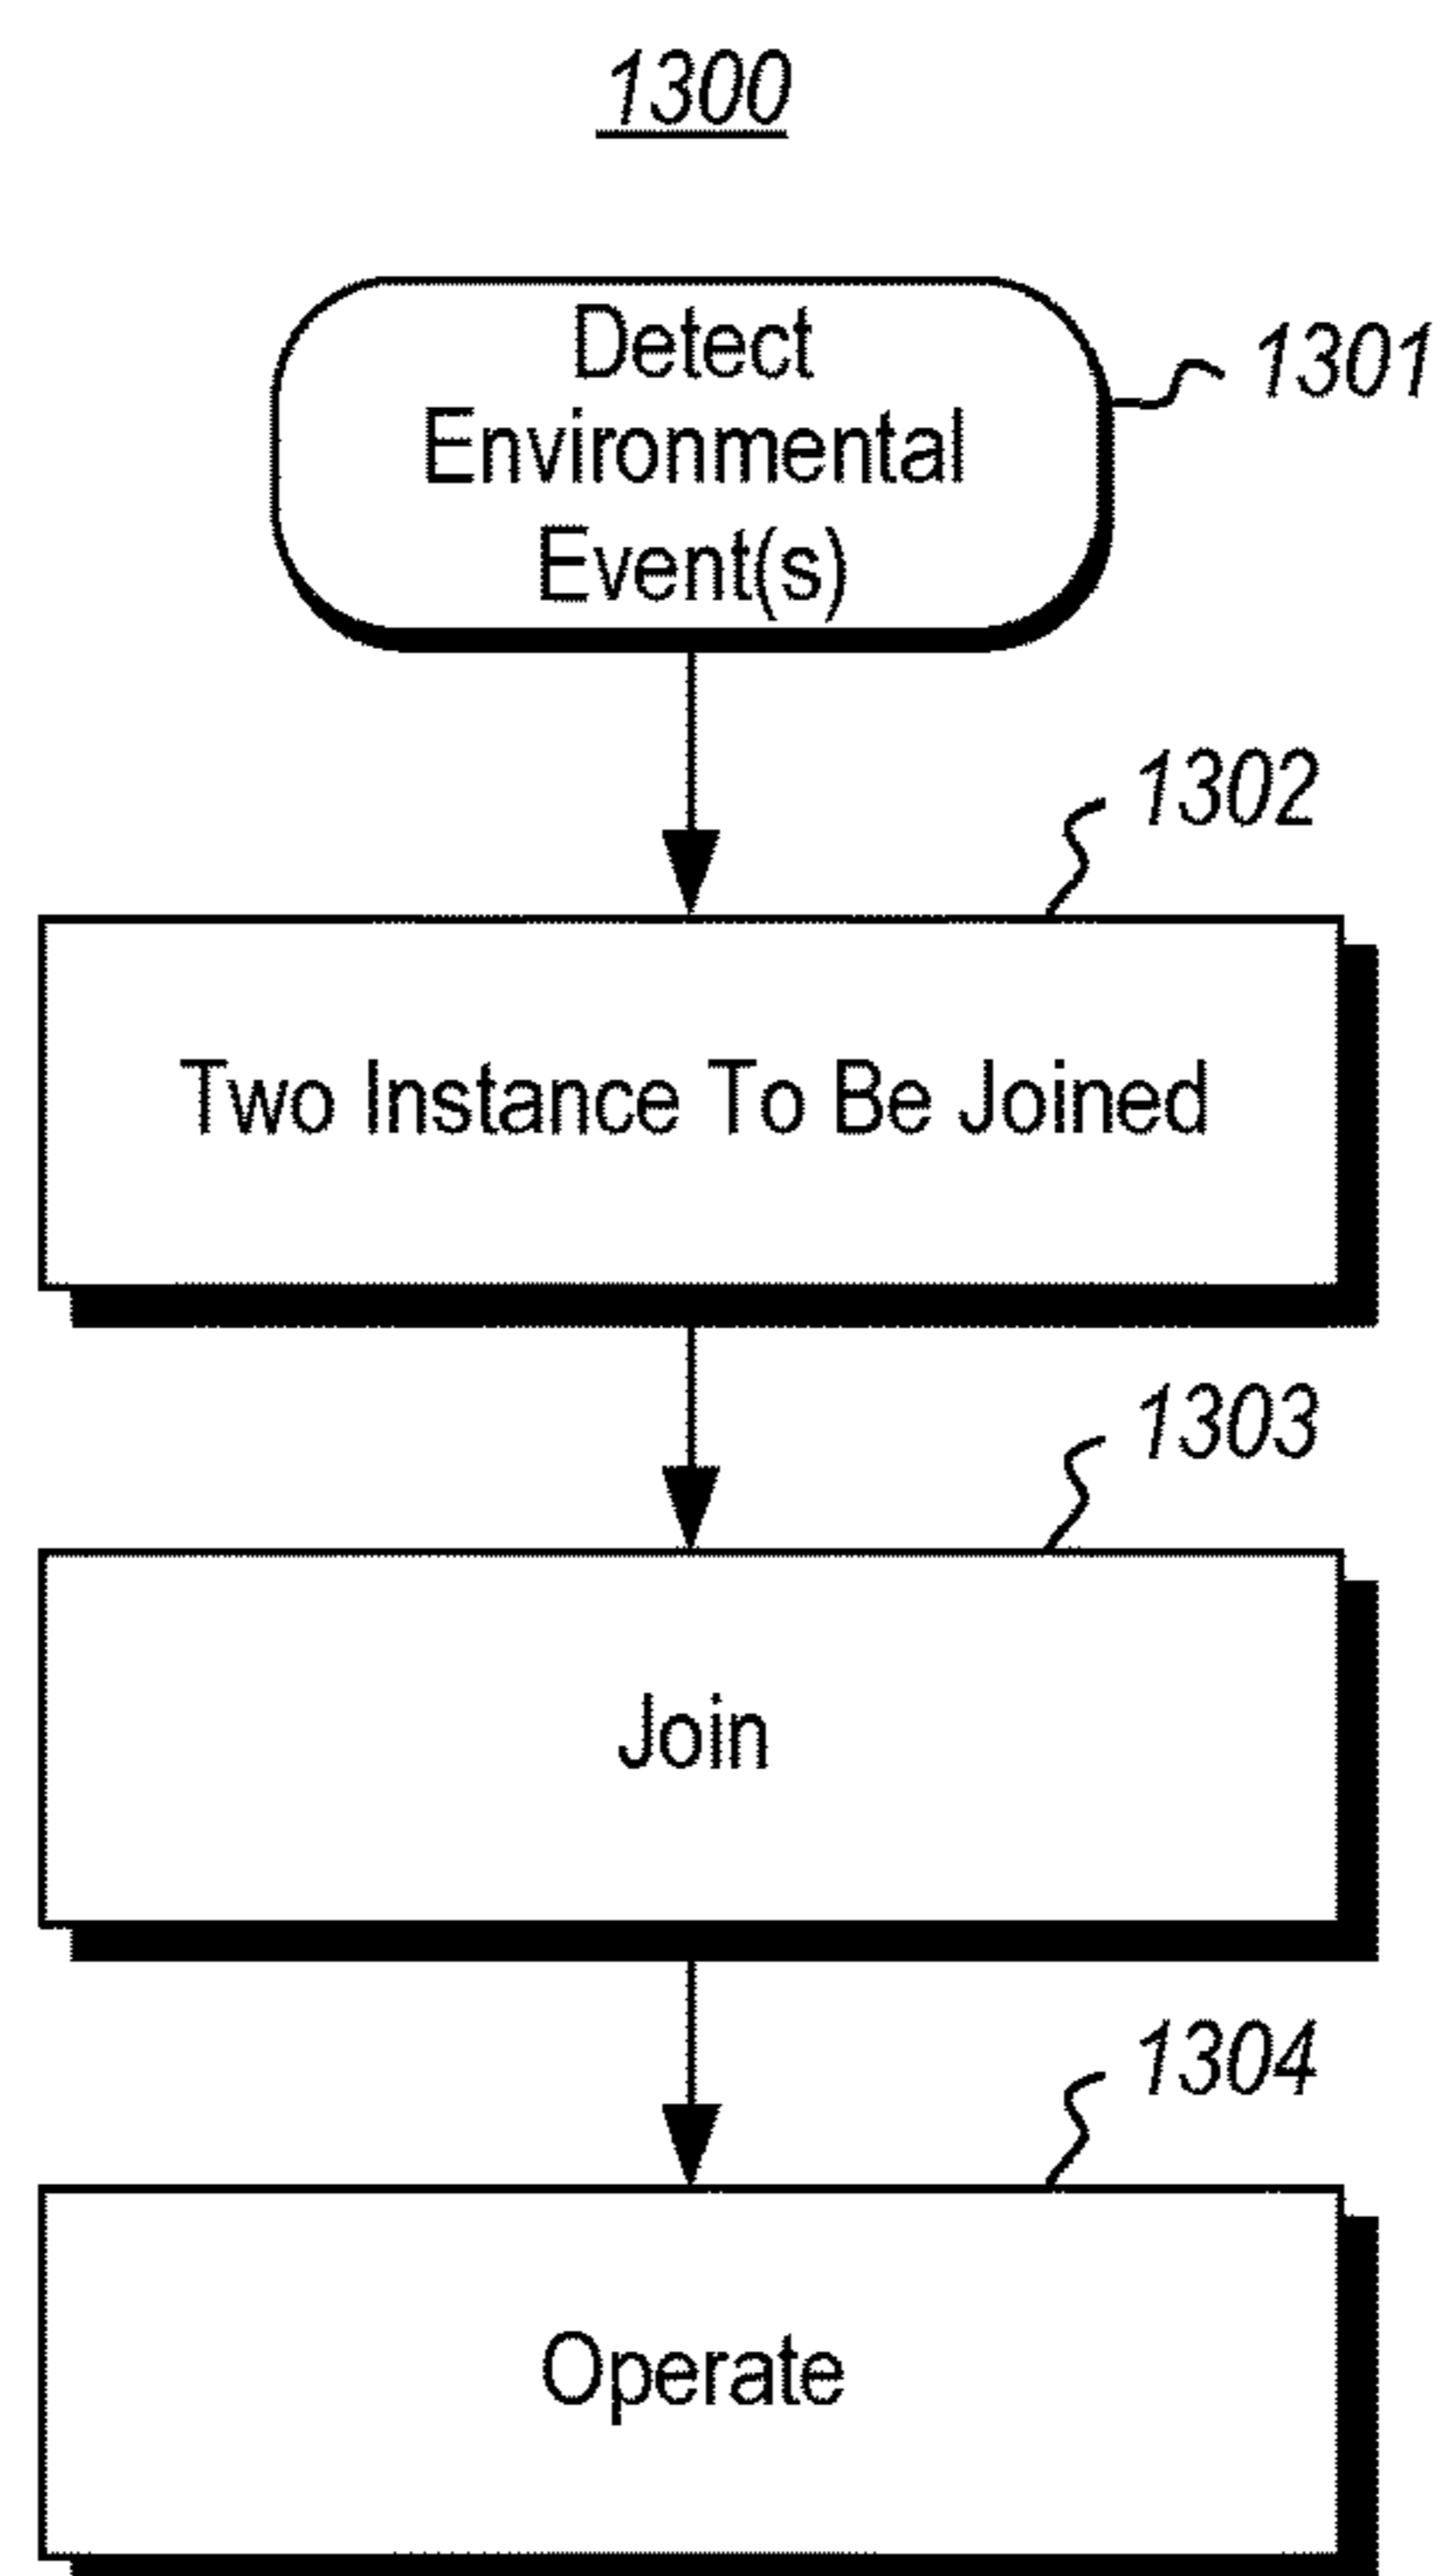 1300
Detect
Environmental
Event(s)
1301
1302
Two Instance To Be Joined
1303
Join
1304
Operate